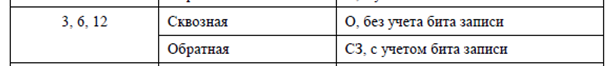 3, 6, 12 Сквозная О, без учета бита записи
Обратная СЗ, с учетом бита записи